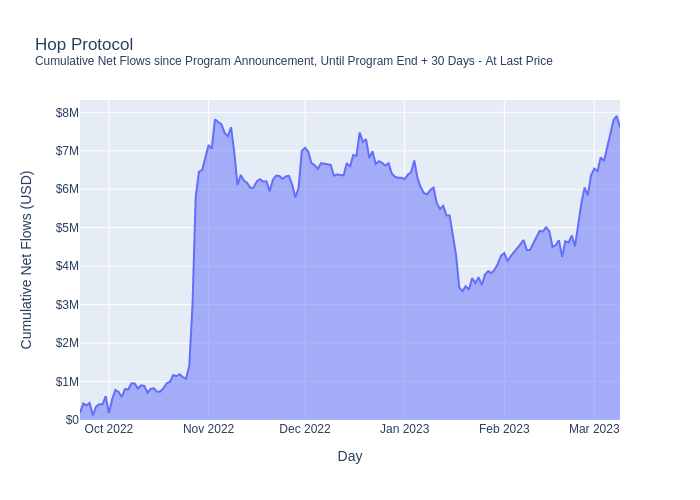 Hop Protocol
Cumulative Net Flows since Program Announcement, Until Program End + 30 Days - At Last Price
Cumulative Net Flows (USD)
$8M
$7M
$6M
$5M
$4M
$3M
$2M
$1M
$0
Oct 2022 Nov 2022 Dec 2022 Jan 2023 Feb 2023 Mar 2023
Day